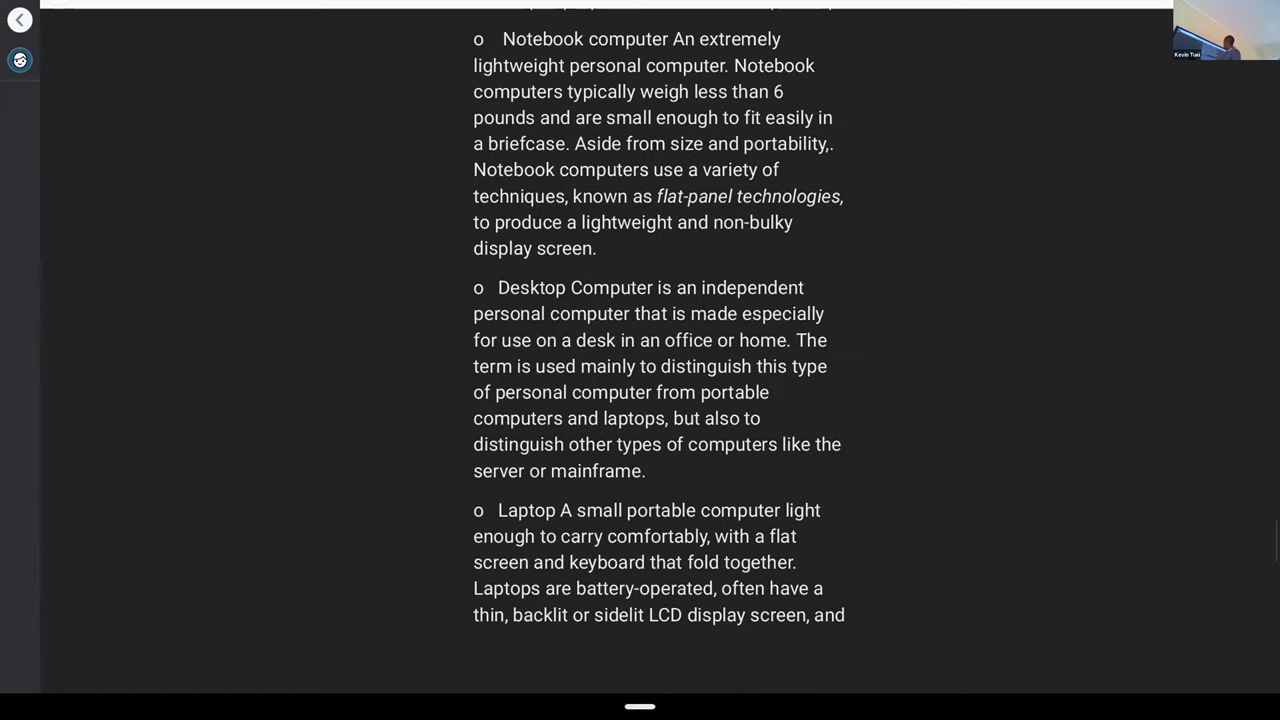 o Notebook computer An extremely
lightweight personal computer. Notebook
computers typically weigh less than 6
pounds and are small enough to fit easily in
a briefcase. Aside from size and portability,.
Notebook computers use a variety of
techniques, known as flat-panel technologies,
to produce a lightweight and non-bulky
display screen.
o Desktop Computer is an independent
personal computer that is made especially
for use on a desk in an office or home. The
term is used mainly to distinguish this type
of personal computer from portable
computers and laptops, but also to
distinguish other types of computers like the
server or mainframe.
o Laptop A small portable computer light
enough to carry comfortably, with a flat
screen and keyboard that fold together.
Laptops are battery-operated, often have a
thin, backlit or sidelit LCD display screen, and
Kevin Tuei